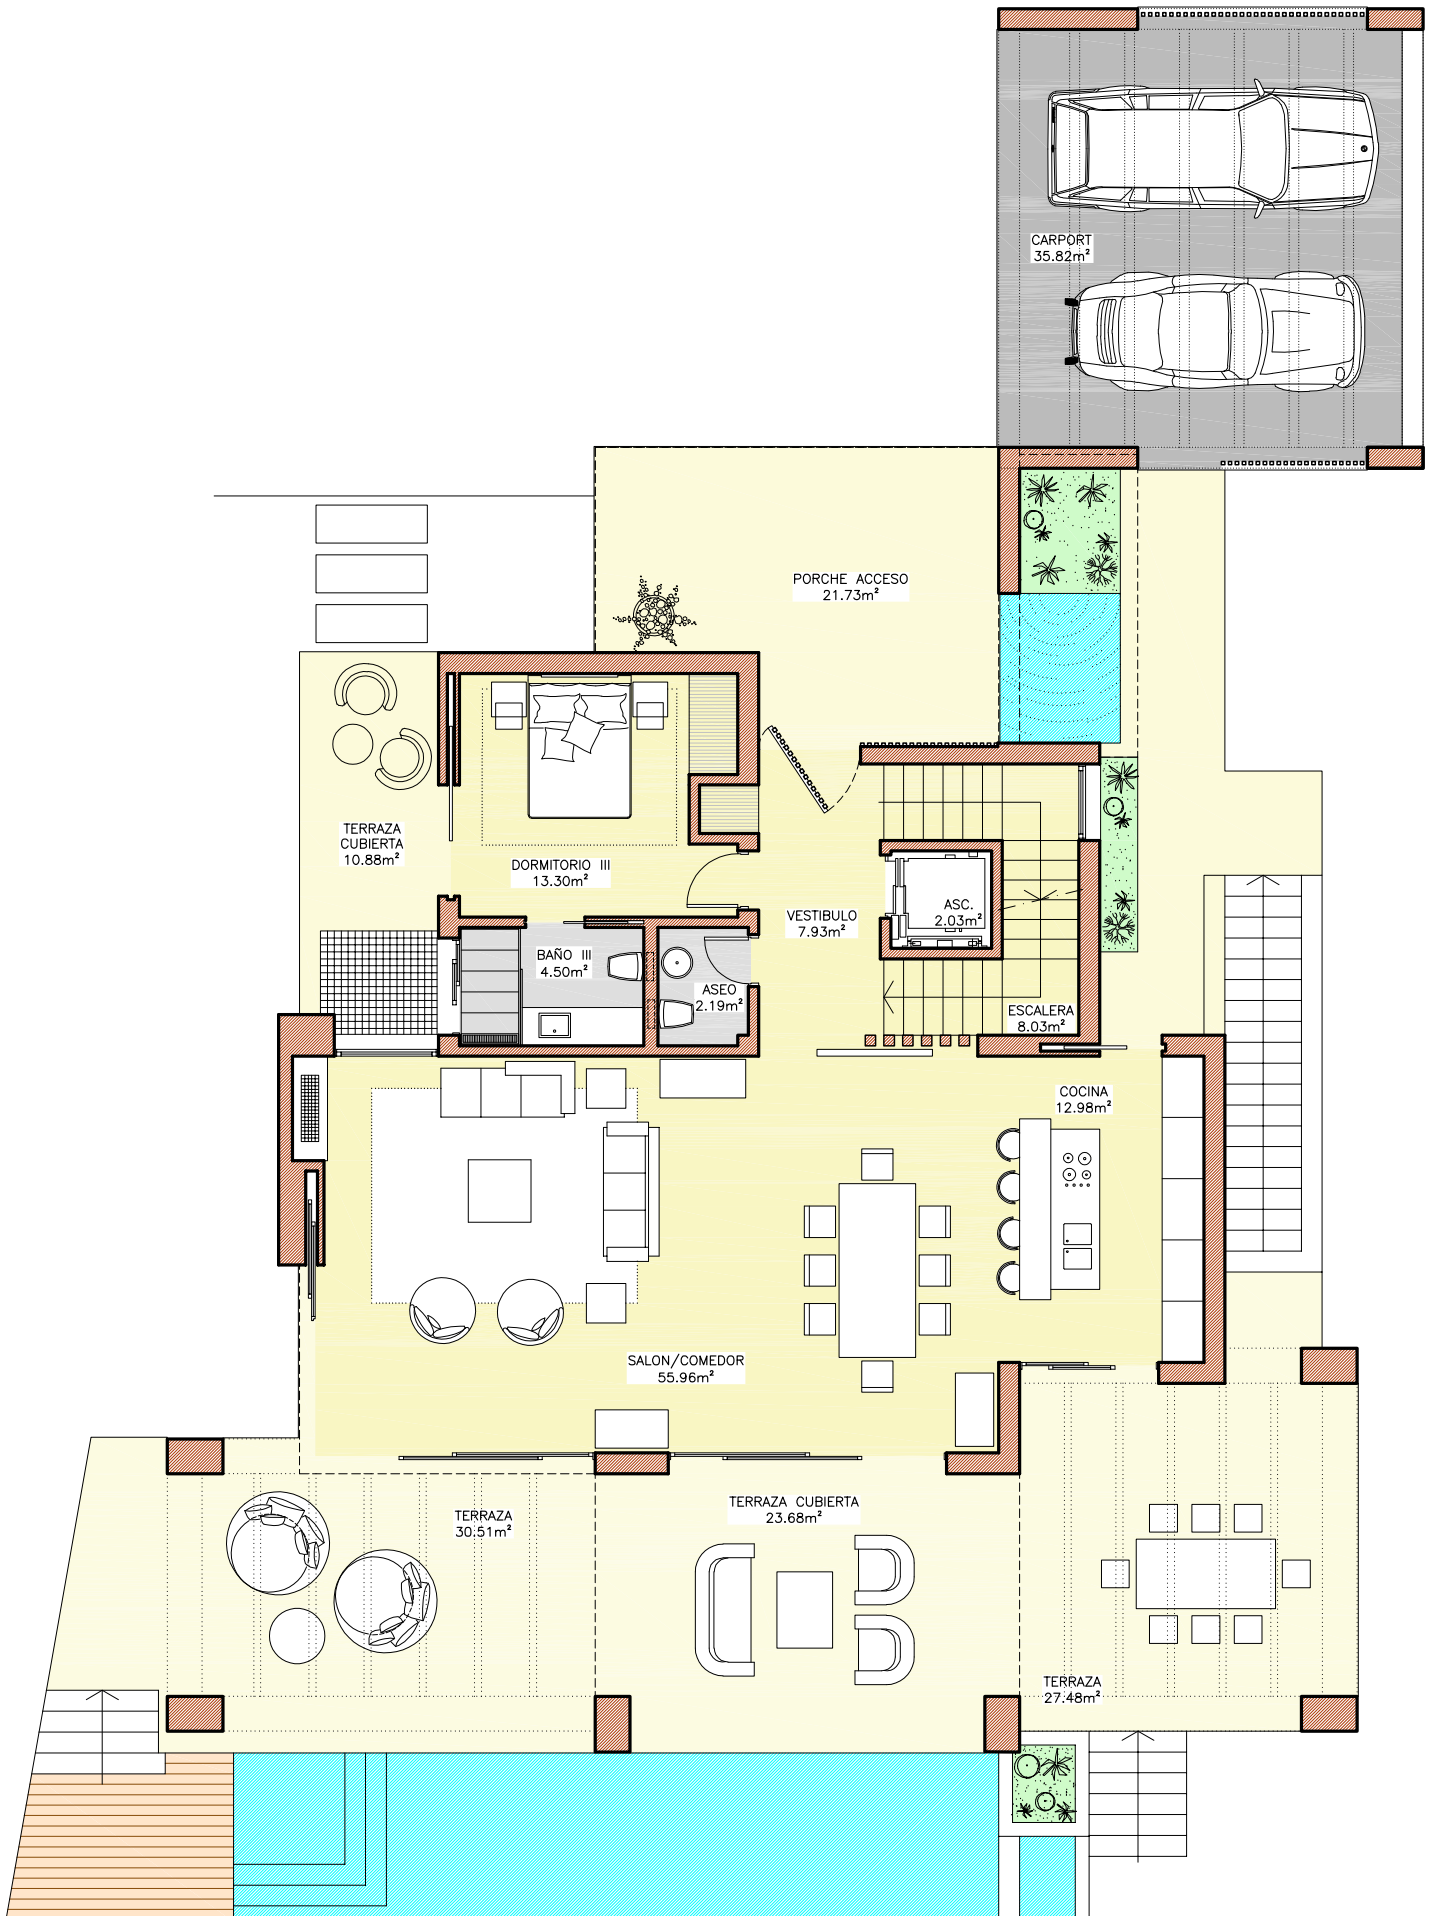 CARPORT
35.82m²
PORCHE ACCESO
21.73m²
TERRAZA
CUBIERTA
10.88m²
DORMITORIO III
13.30m²
VESTIBULO
7.93m²
ASC.
2.03m²
BAÑO III
4.50m²
ASEO
2.19m²
ESCALERA
8.03m²
COCINA
12.98m²
SALON/COMEDOR
55.96m²
TERRAZA
30.51m²
TERRAZA CUBIERTA
23.68m²
TERRAZA
27.48m²